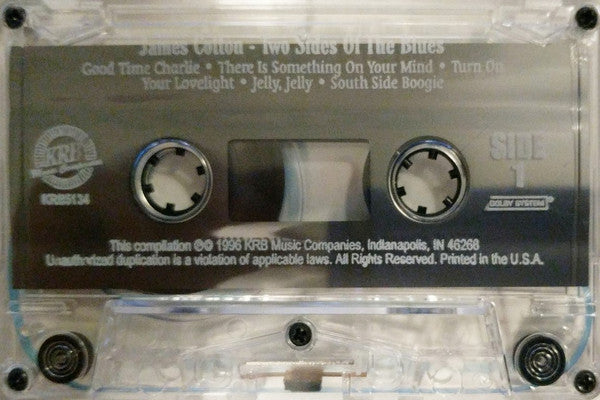 James Cotton - Two Sides Of The Blues
Good Time Charlie • There Is Something On Your Mind • Turn On
Your Lovelight • Jelly, Jelly • South Side Boogie
KRB
KRB5134
SIDE
1
DOLBY SYSTEM®
This compilation ℗© 1996 KRB Music Companies, Indianapolis, IN 46268
Unauthorized duplication is a violation of applicable laws. All Rights Reserved. Printed in the U.S.A.